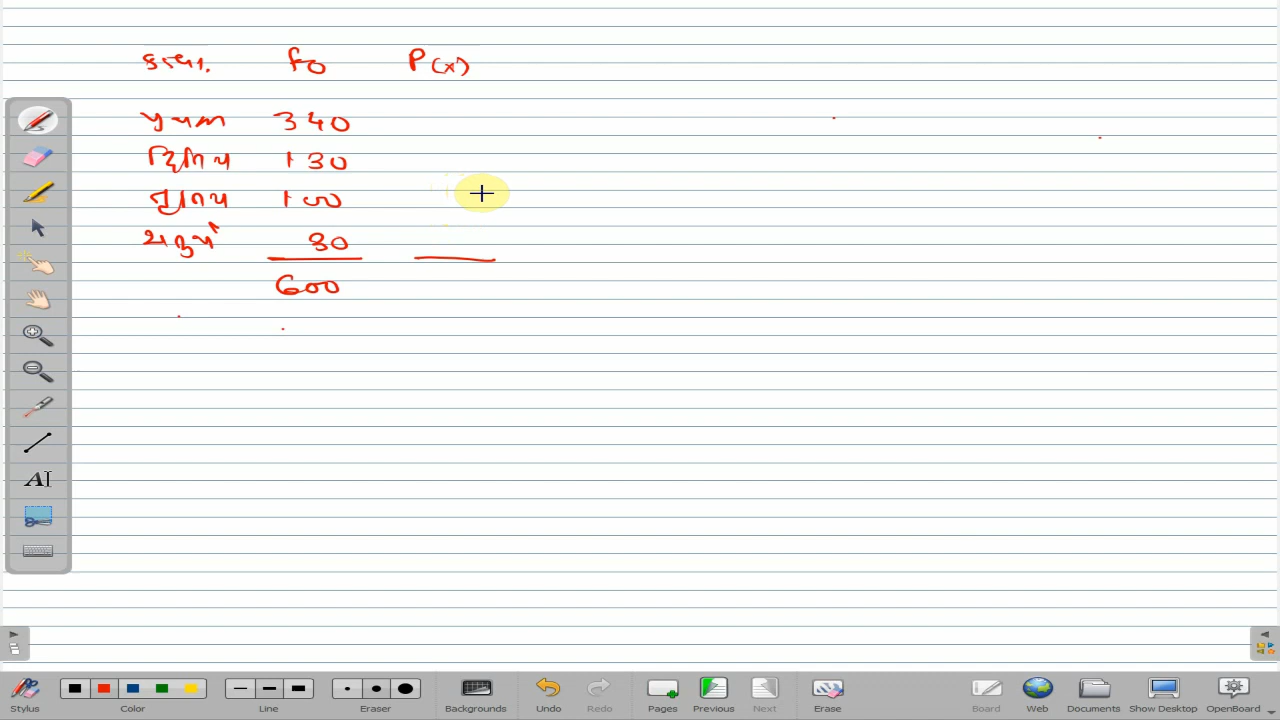 કક્ષા. fo P(x)
પ્રથમ 340
દ્વિતીય 130
તૃતીય 100
ચતુર્થ 30
600
Stylus Color Line Eraser Backgrounds Undo Redo Pages Previous Next Erase Board Web Documents Show Desktop OpenBoard